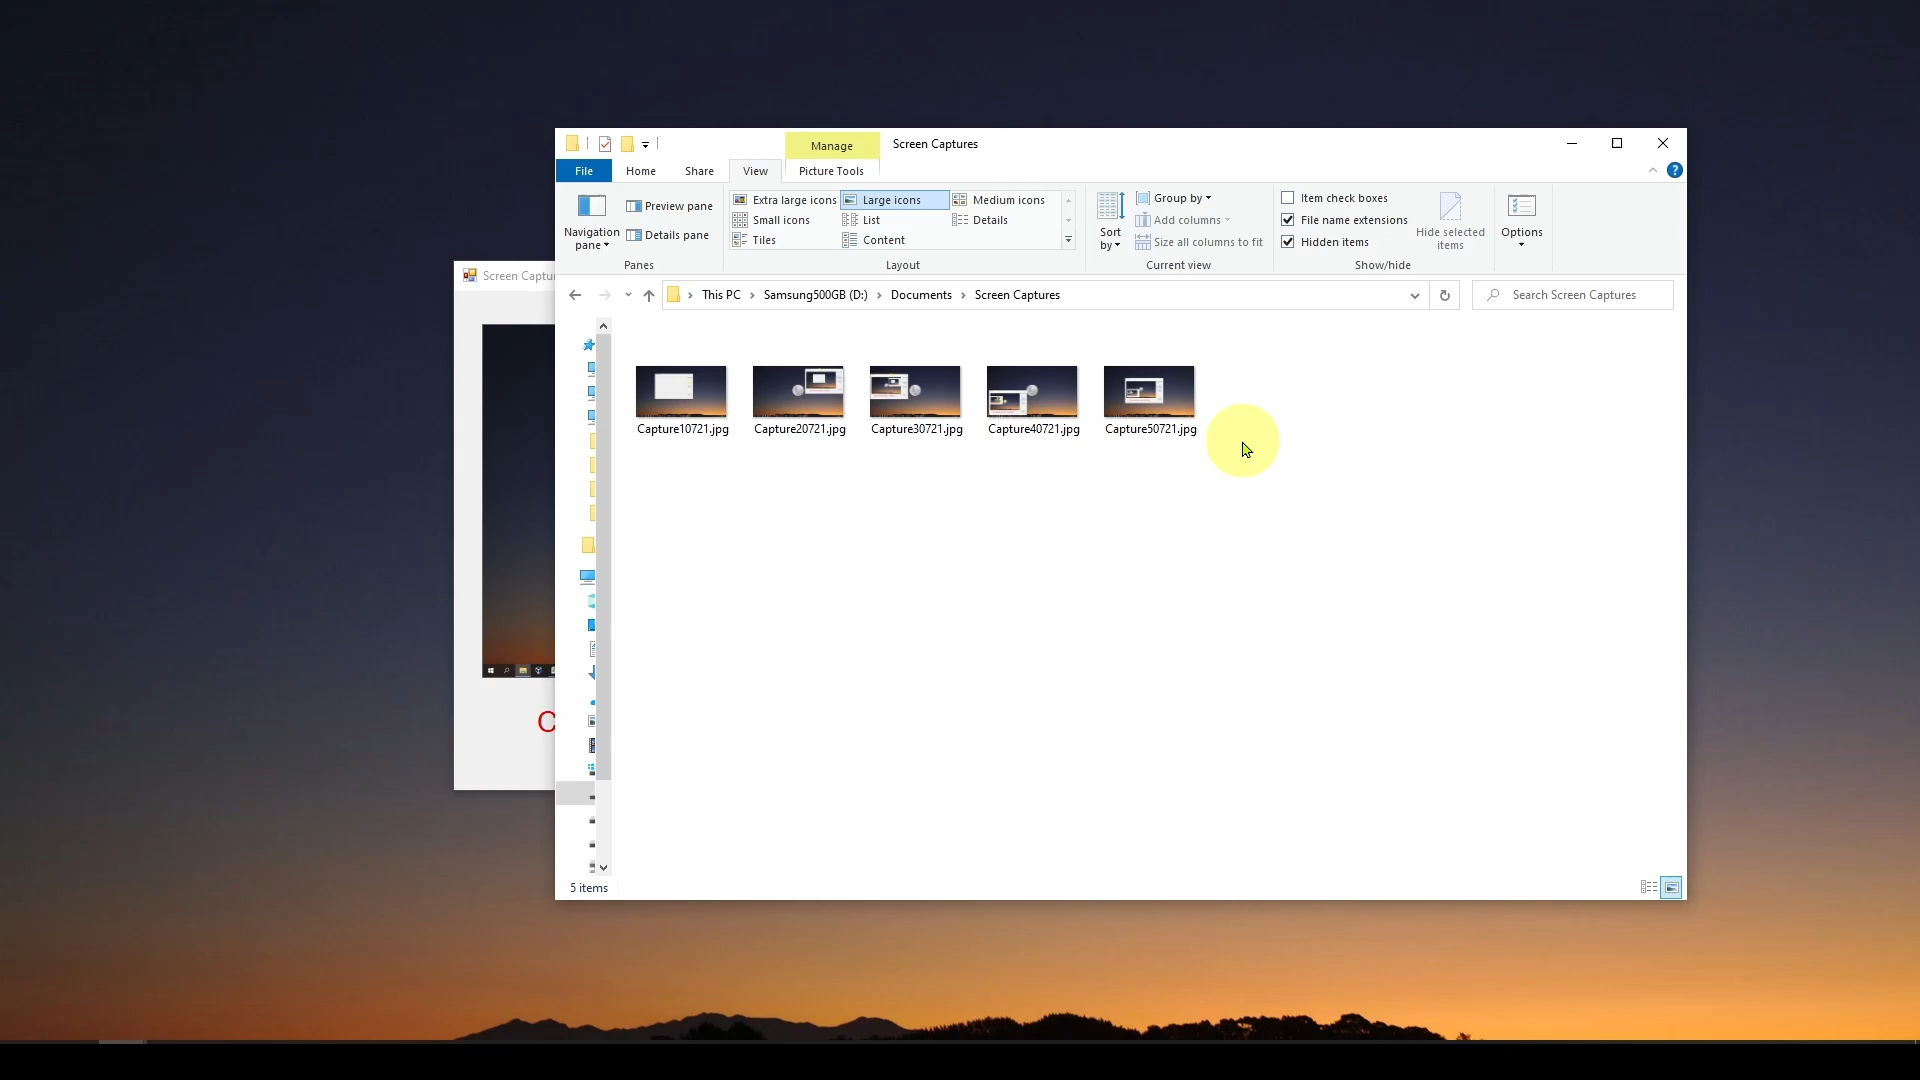 Manage
Screen Captures
File
Home
Share
View
Picture Tools
Navigation pane
Preview pane
Details pane
Panes
Extra large icons
Large icons
Medium icons
Small icons
List
Details
Tiles
Content
Layout
Sort by
Group by
Add columns
Size all columns to fit
Current view
Item check boxes
File name extensions
Hidden items
Hide selected items
Show/hide
Options
Screen Captu
This PC > Samsung500GB (D:) > Documents > Screen Captures
Search Screen Captures
Capture10721.jpg
Capture20721.jpg
Capture30721.jpg
Capture40721.jpg
Capture50721.jpg
C
5 items